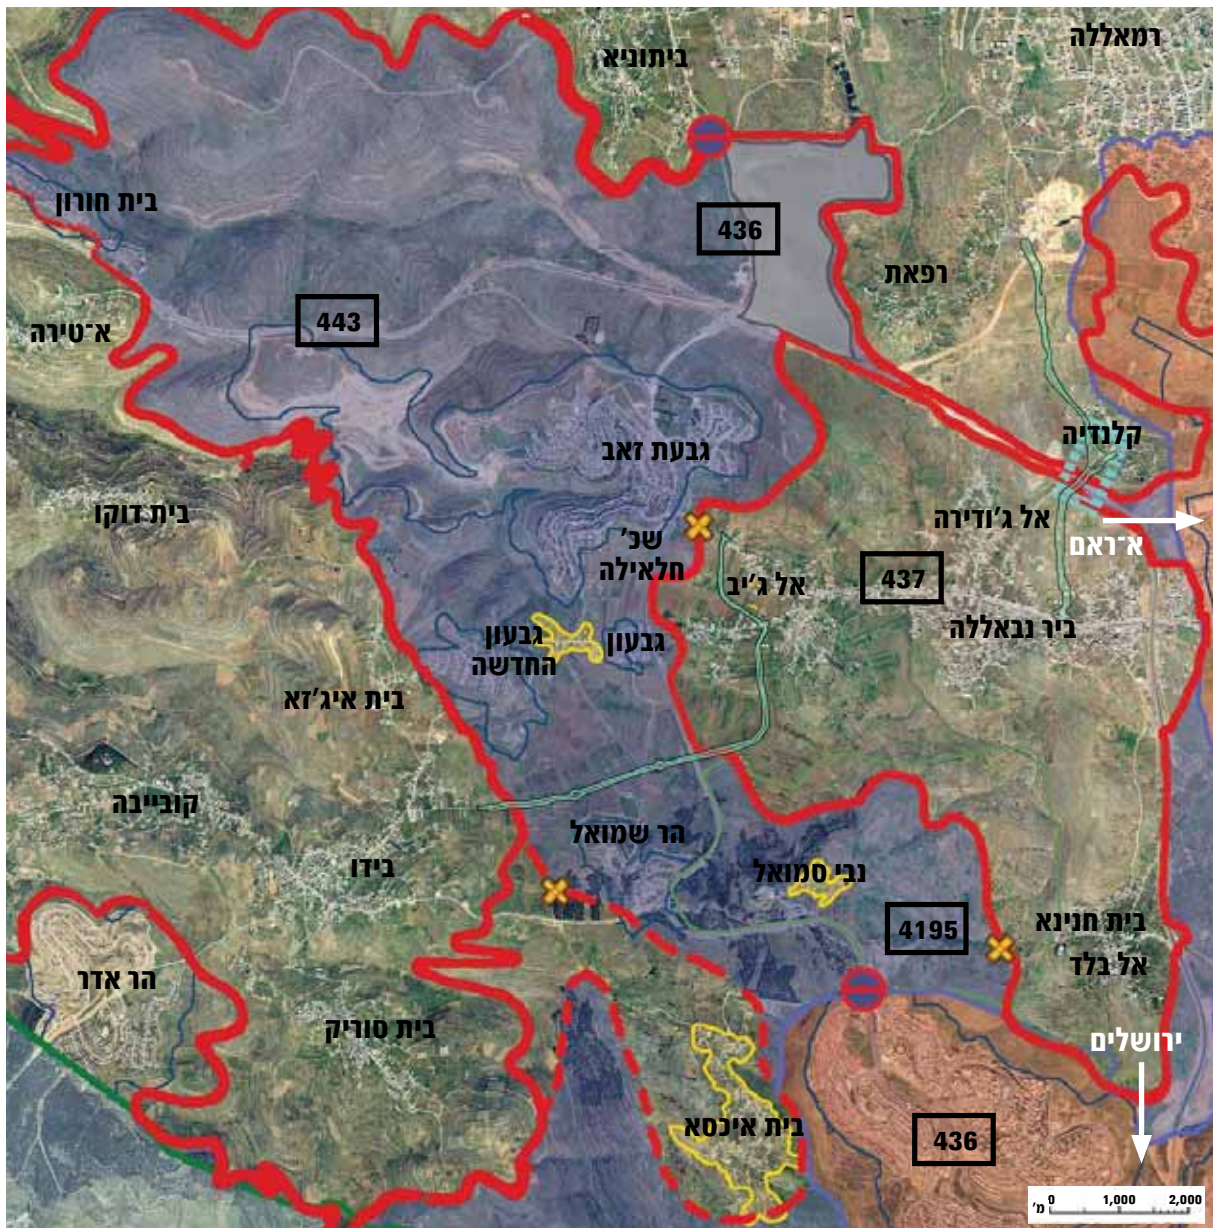 רמאללה
ביתוניא
בית חורון
436
רפאת
443
א־טירה
קלנדיה
גבעת זאב
בית דוקו
אל ג'ודירה
שכ'
חלאילה
א־ראם
437
אל ג'יב
ביר נבאללה
גבעון
החדשה
גבעון
בית איג'זא
קובייבה
הר שמואל
בידו
נבי סמואל
4195
בית חנינא
אל בלד
הר אדר
בית סוריק
ירושלים
בית איכסא
436
0 1,000 2,000
מ'